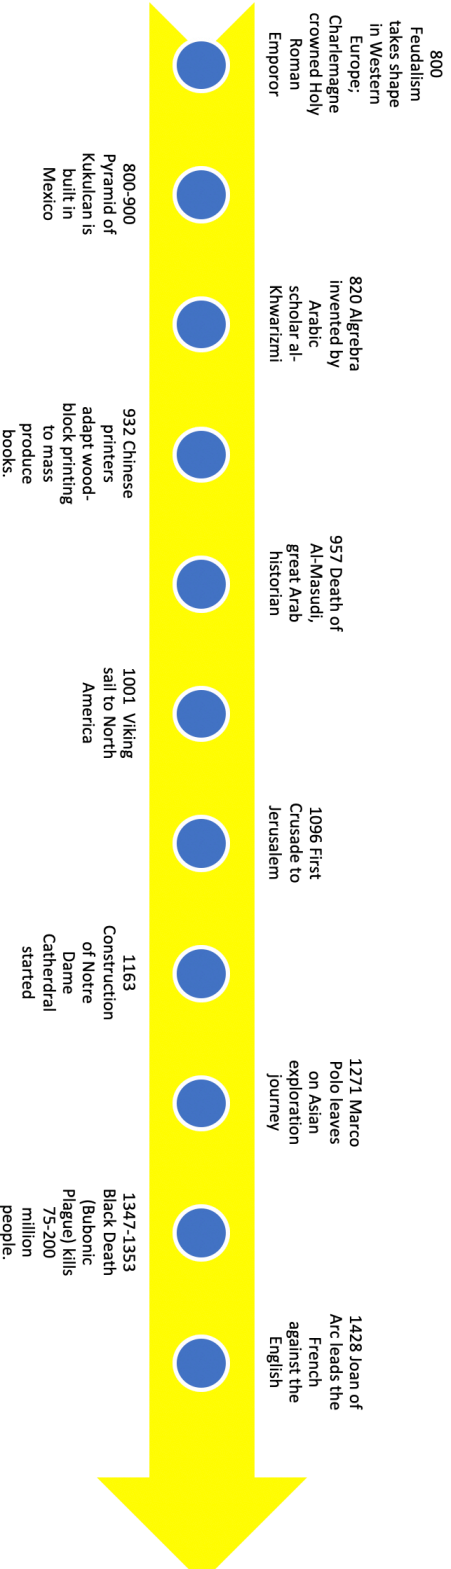 800
Feudalism
takes shape
in Western
Europe;
Charlemagne
crowned Holy
Roman
Emporor
800-900
Pyramid of
Kukulcan is
built in
Mexico
820 Algrebra
invented by
Arabic
scholar al-
Khwarizmi
932 Chinese
printers
adapt wood-
block printing
to mass
produce
books.
957 Death of
Al-Masudi,
great Arab
historian
1001 Viking
sail to North
America
1096 First
Crusade to
Jerusalem
1163
Construction
of Notre
Dame
Catherdral
started
1271 Marco
Polo leaves
on Asian
exploration
journey
1347-1353
Black Death
(Bubonic
Plague) kills
75-200
million
people.
1428 Joan of
Arc leads the
French
against the
English